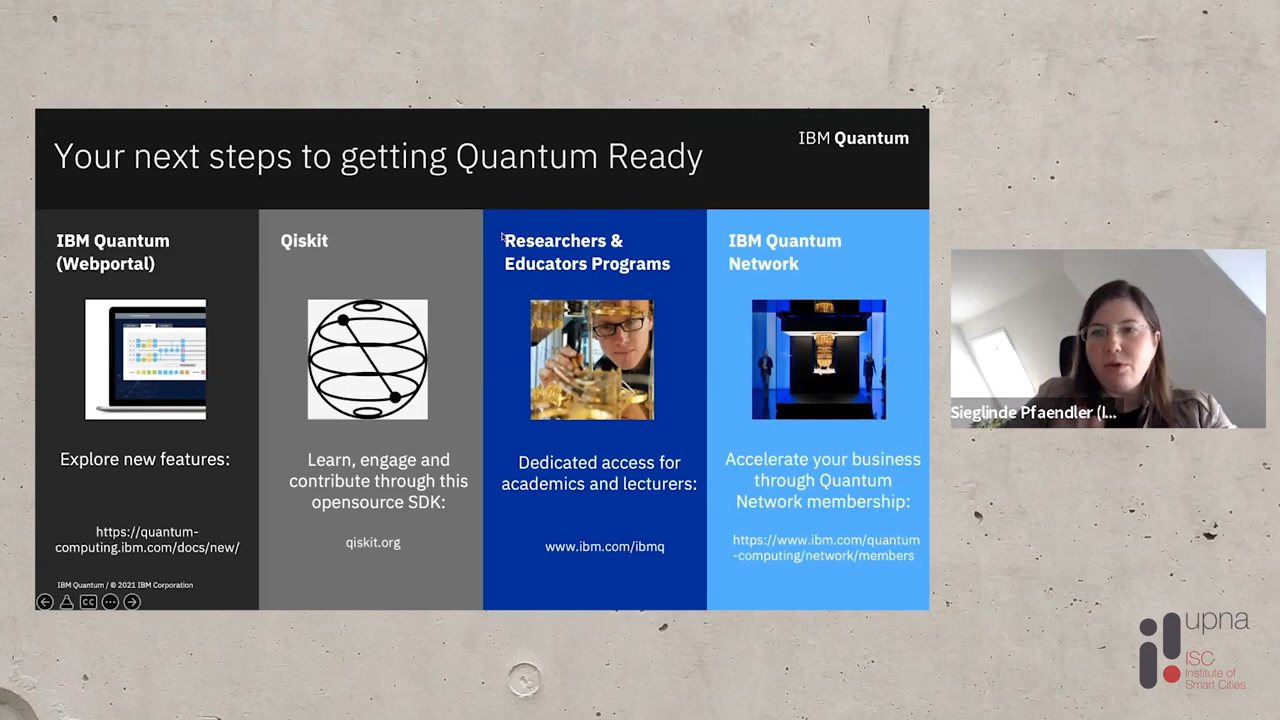 Your next steps to getting Quantum Ready
IBM Quantum
IBM Quantum
(Webportal)
Explore new features:
https://quantum-
computing.ibm.com/docs/new/
IBM Quantum / © 2021 IBM Corporation
CC
Qiskit
Learn, engage and
contribute through this
opensource SDK:
qiskit.org
Researchers &
Educators Programs
Dedicated access for
academics and lecturers:
www.ibm.com/ibmq
IBM Quantum
Network
Accelerate your business
through Quantum
Network membership:
https://www.ibm.com/quantum
-computing/network/members
Sieglinde Pfaendler (I...
upna
ISC
Institute of
Smart Cities